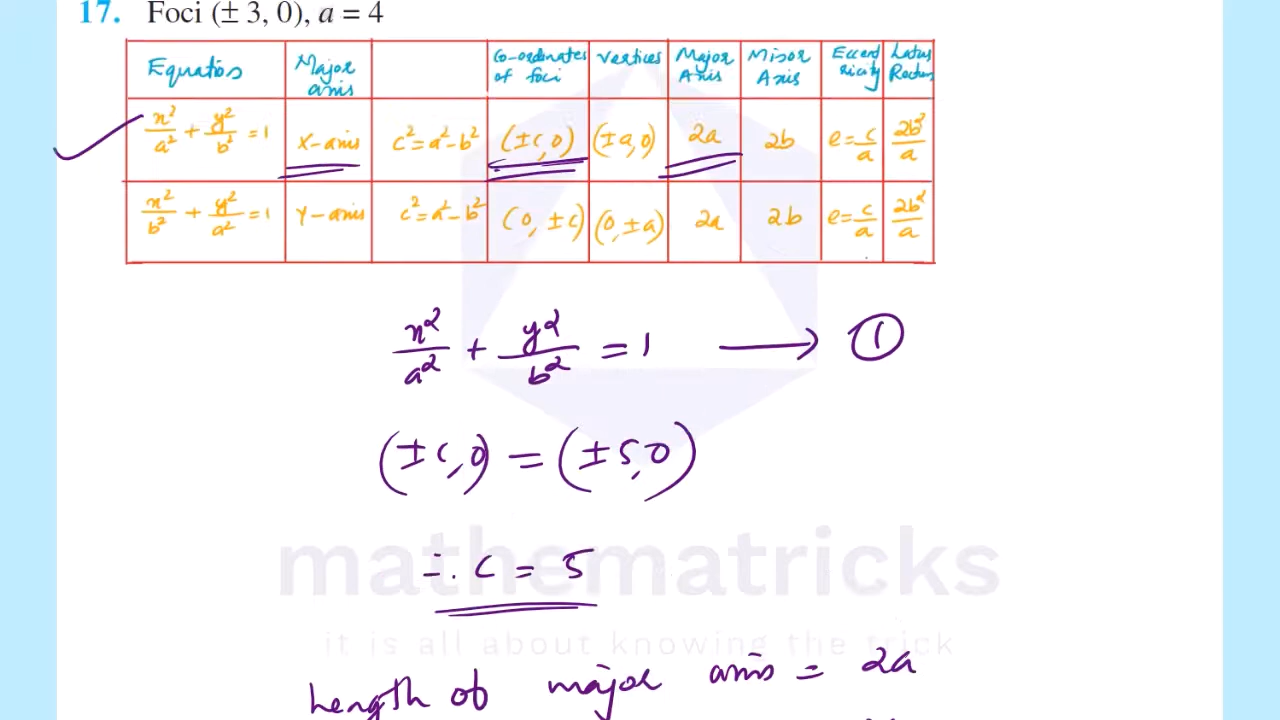 17. Foci (± 3, 0), a = 4
Equation Major axis Co-ordinates of foci Vertices Major Axis Minor Axis Eccentricity Latus Rectum
x²/a² + y²/b² = 1 X-axis c² = a² - b² (±c, 0) (±a, 0) 2a 2b e = c/a 2b²/a
x²/b² + y²/a² = 1 Y-axis c² = a² - b² (0, ±c) (0, ±a) 2a 2b e = c/a 2b²/a
x²/a² + y²/b² = 1 ⟶ ①
(±c, 0) = (±5, 0)
∴ c = 5
mathematricks
it is all about knowing the trick
Length of major axis = 2a